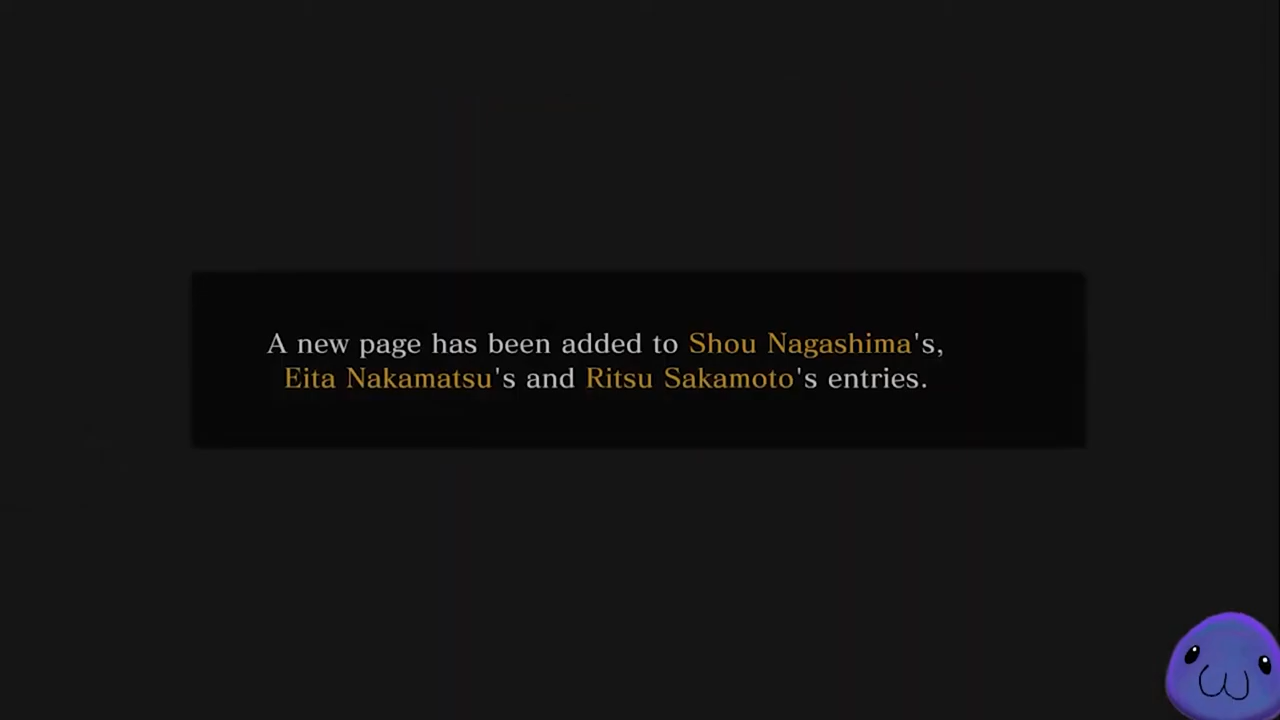 A new page has been added to Shou Nagashima's,
Eita Nakamatsu's and Ritsu Sakamoto's entries.